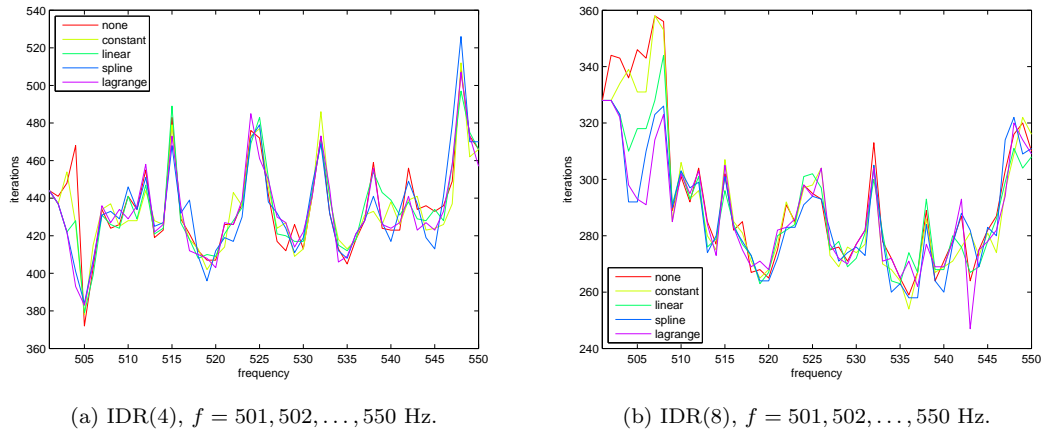 540
520
500
480
460
440
420
400
380
360
iterations
none
constant
linear
spline
lagrange
505 510 515 520 525 530 535 540 545 550
frequency
(a) IDR(4), f = 501, 502, . . . , 550 Hz.
360
340
320
300
280
260
240
iterations
none
constant
linear
spline
lagrange
505 510 515 520 525 530 535 540 545 550
frequency
(b) IDR(8), f = 501, 502, . . . , 550 Hz.